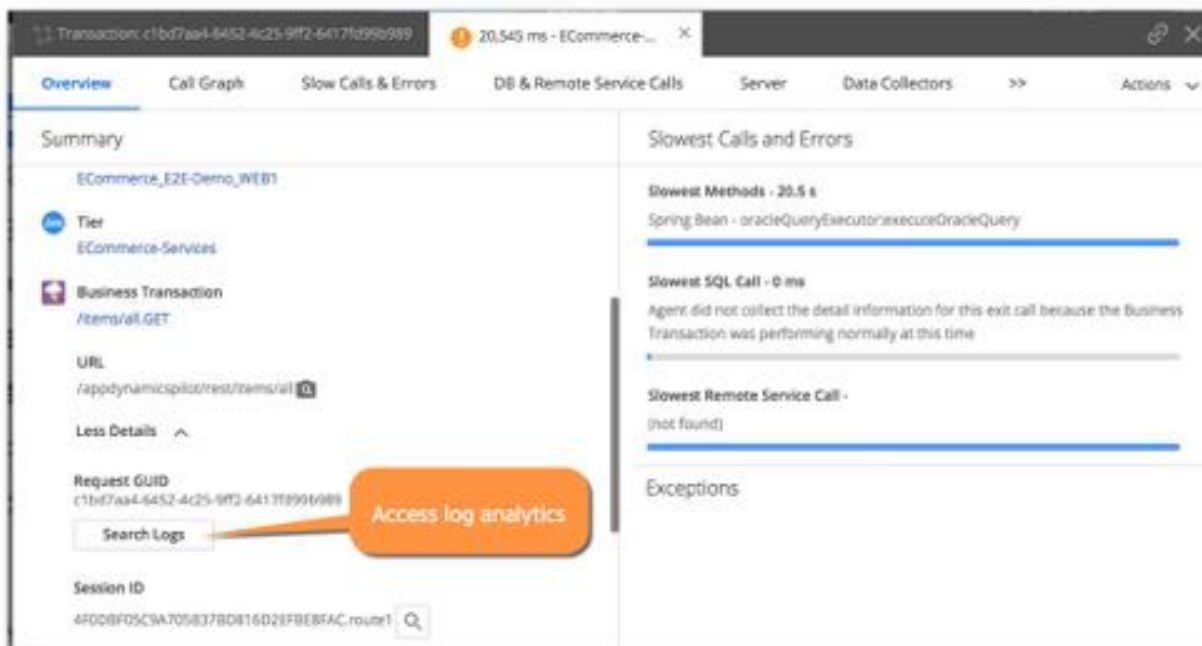 Transaction: c1bd7aa4-6452-4c25-9ff2-6417fd99b989
20,545 ms - ECommerce-...
Overview Call Graph Slow Calls & Errors DB & Remote Service Calls Server Data Collectors >> Actions
Summary
ECommerce_E2E-Demo_WEB1
Tier
ECommerce-Services
Business Transaction
/items/all.GET
URL
/appdynamicspilot/rest/items/all
Less Details
Request GUID
c1bd7aa4-6452-4c25-9ff2-6417fd99b989
Search Logs
Access log analytics
Session ID
4F0DBF05C9A705837BD816D2EFBE8FAC.route1
Slowest Calls and Errors
Slowest Methods - 20.5 s
Spring Bean - oracleQueryExecutor:executeOracleQuery
Slowest SQL Call - 0 ms
Agent did not collect the detail information for this exit call because the Business
Transaction was performing normally at this time
Slowest Remote Service Call -
(not found)
Exceptions